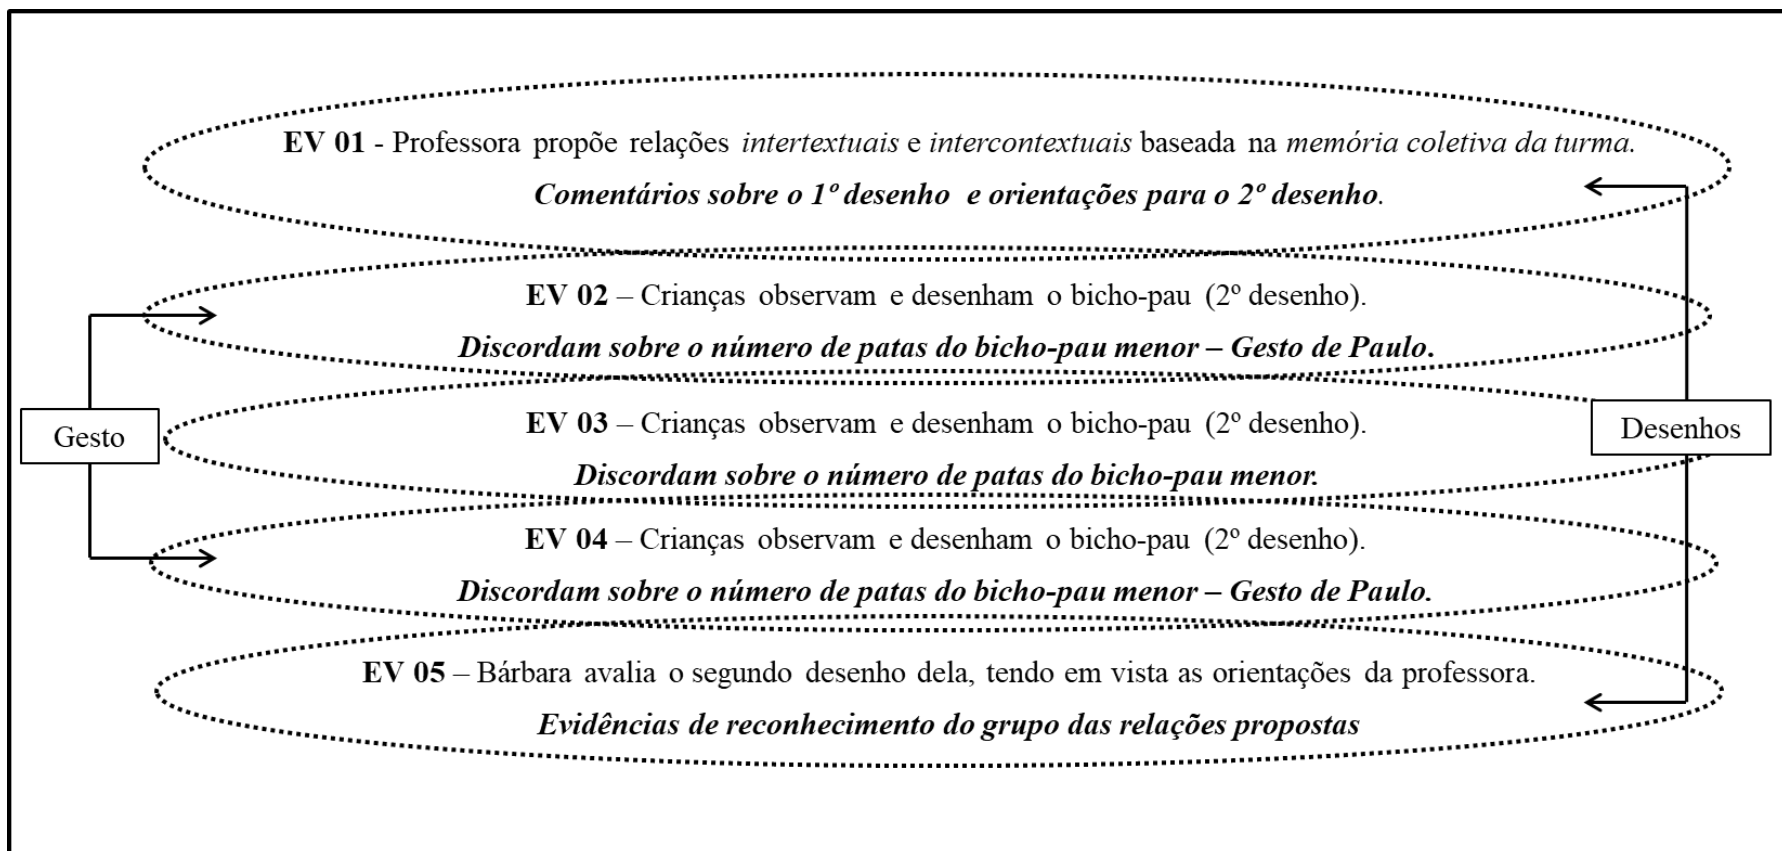 EV 01 - Professora propõe relações intertextuais e intercontextuais baseada na memória coletiva da turma.
Comentários sobre o 1º desenho e orientações para o 2º desenho.
EV 02 – Crianças observam e desenham o bicho-pau (2º desenho).
Discordam sobre o número de patas do bicho-pau menor – Gesto de Paulo.
Gesto
EV 03 – Crianças observam e desenham o bicho-pau (2º desenho).
Desenhos
Discordam sobre o número de patas do bicho-pau menor.
EV 04 – Crianças observam e desenham o bicho-pau (2º desenho).
Discordam sobre o número de patas do bicho-pau menor – Gesto de Paulo.
EV 05 – Bárbara avalia o segundo desenho dela, tendo em vista as orientações da professora.
Evidências de reconhecimento do grupo das relações propostas